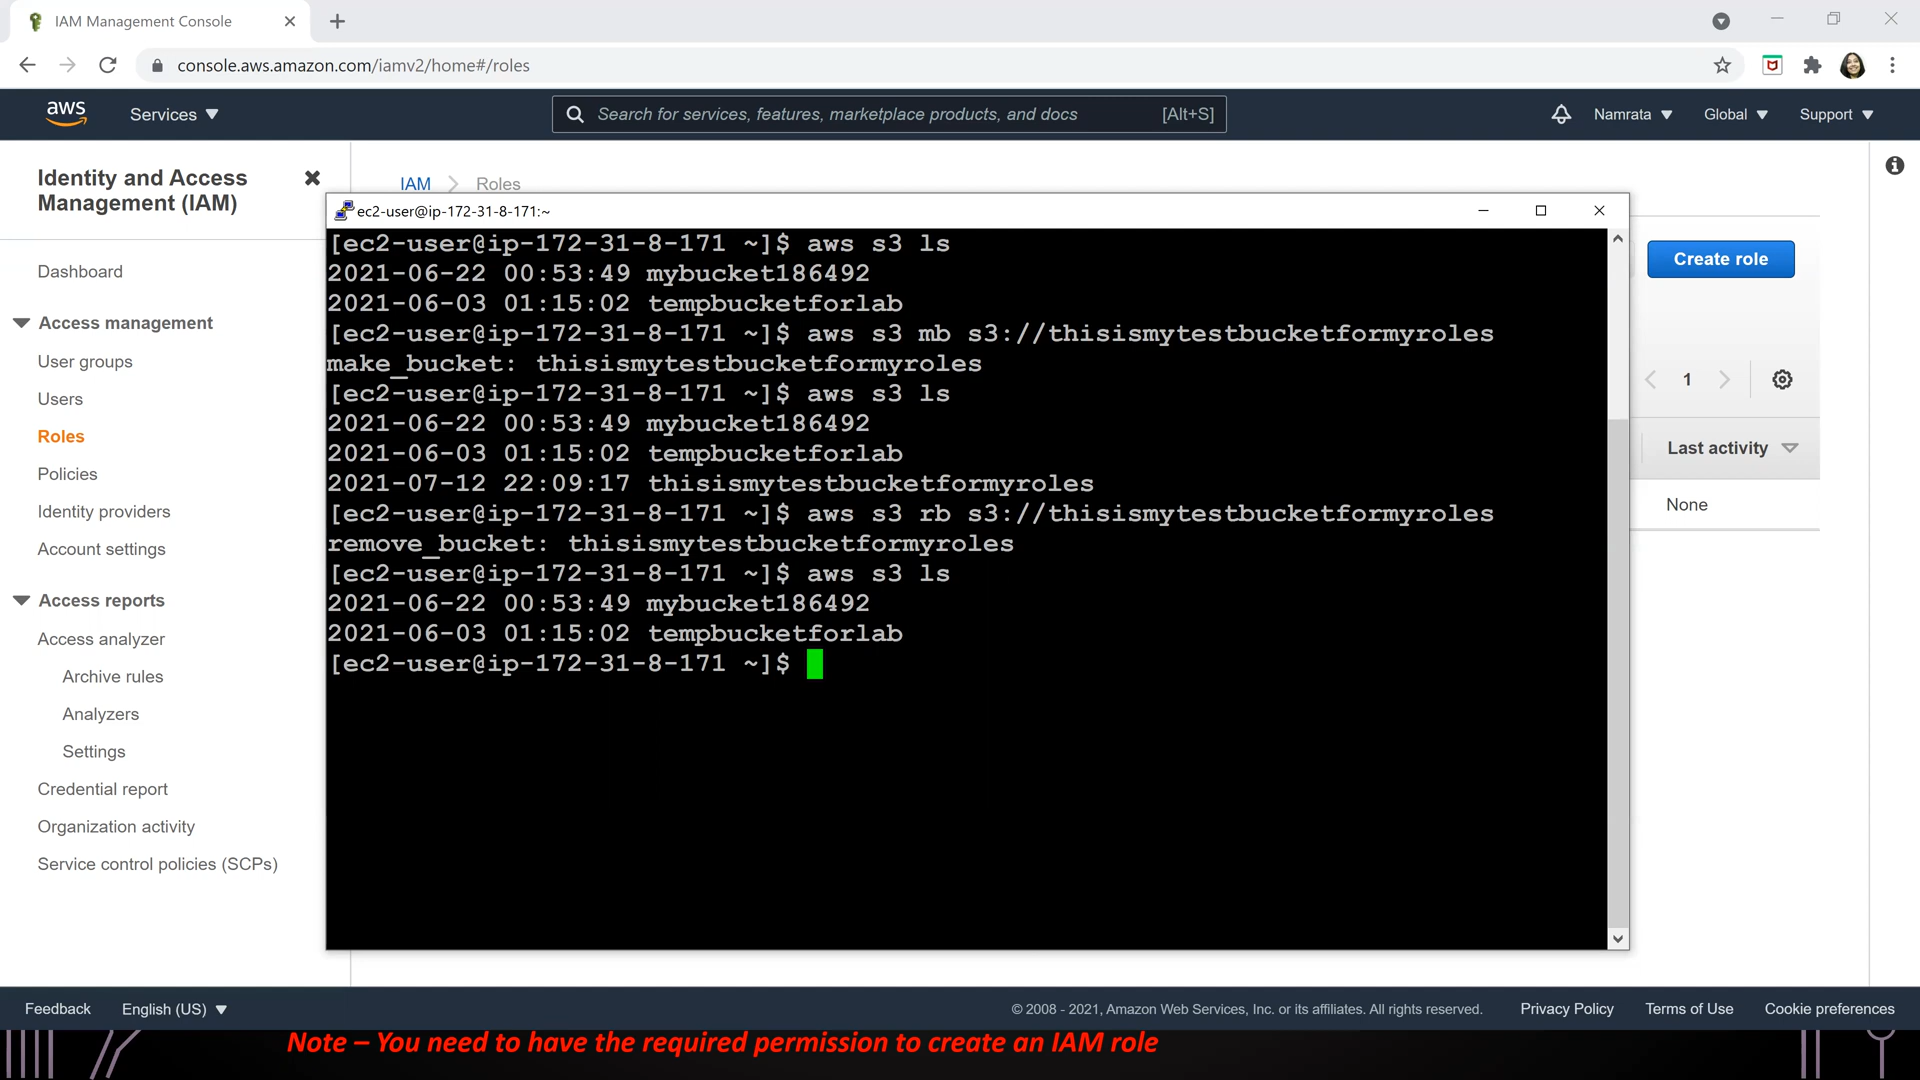 IAM Management Console
console.aws.amazon.com/iamv2/home#/roles
aws
Services
Search for services, features, marketplace products, and docs
[Alt+S]
Namrata
Global
Support
Identity and Access
Management (IAM)
Dashboard
Access management
User groups
Users
Roles
Policies
Identity providers
Account settings
Access reports
Access analyzer
Archive rules
Analyzers
Settings
Credential report
Organization activity
Service control policies (SCPs)
IAM
Roles
ec2-user@ip-172-31-8-171:~
[ec2-user@ip-172-31-8-171 ~]$ aws s3 ls
2021-06-22 00:53:49 mybucket186492
2021-06-03 01:15:02 tempbucketforlab
[ec2-user@ip-172-31-8-171 ~]$ aws s3 mb s3://thisismytestbucketformyroles
make_bucket: thisismytestbucketformyroles
[ec2-user@ip-172-31-8-171 ~]$ aws s3 ls
2021-06-22 00:53:49 mybucket186492
2021-06-03 01:15:02 tempbucketforlab
2021-07-12 22:09:17 thisismytestbucketformyroles
[ec2-user@ip-172-31-8-171 ~]$ aws s3 rb s3://thisismytestbucketformyroles
remove_bucket: thisismytestbucketformyroles
[ec2-user@ip-172-31-8-171 ~]$ aws s3 ls
2021-06-22 00:53:49 mybucket186492
2021-06-03 01:15:02 tempbucketforlab
[ec2-user@ip-172-31-8-171 ~]$
Create role
1
Last activity
None
Feedback
English (US)
© 2008 - 2021, Amazon Web Services, Inc. or its affiliates. All rights reserved.
Privacy Policy
Terms of Use
Cookie preferences
Note – You need to have the required permission to create an IAM role